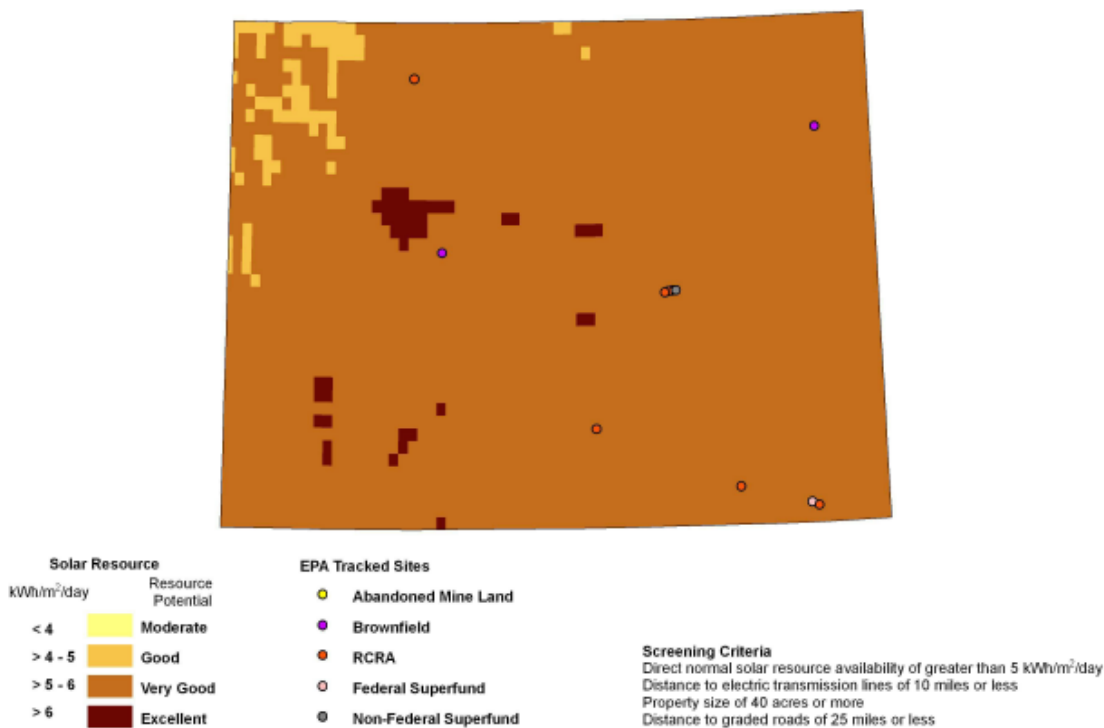 Solar Resource
kWh/m2/day
Resource
Potential
< 4 Moderate
> 4 - 5 Good
> 5 - 6 Very Good
> 6 Excellent
EPA Tracked Sites
Abandoned Mine Land
Brownfield
RCRA
Federal Superfund
Non-Federal Superfund
Screening Criteria
Direct normal solar resource availability of greater than 5 kWh/m2/day
Distance to electric transmission lines of 10 miles or less
Property size of 40 acres or more
Distance to graded roads of 25 miles or less